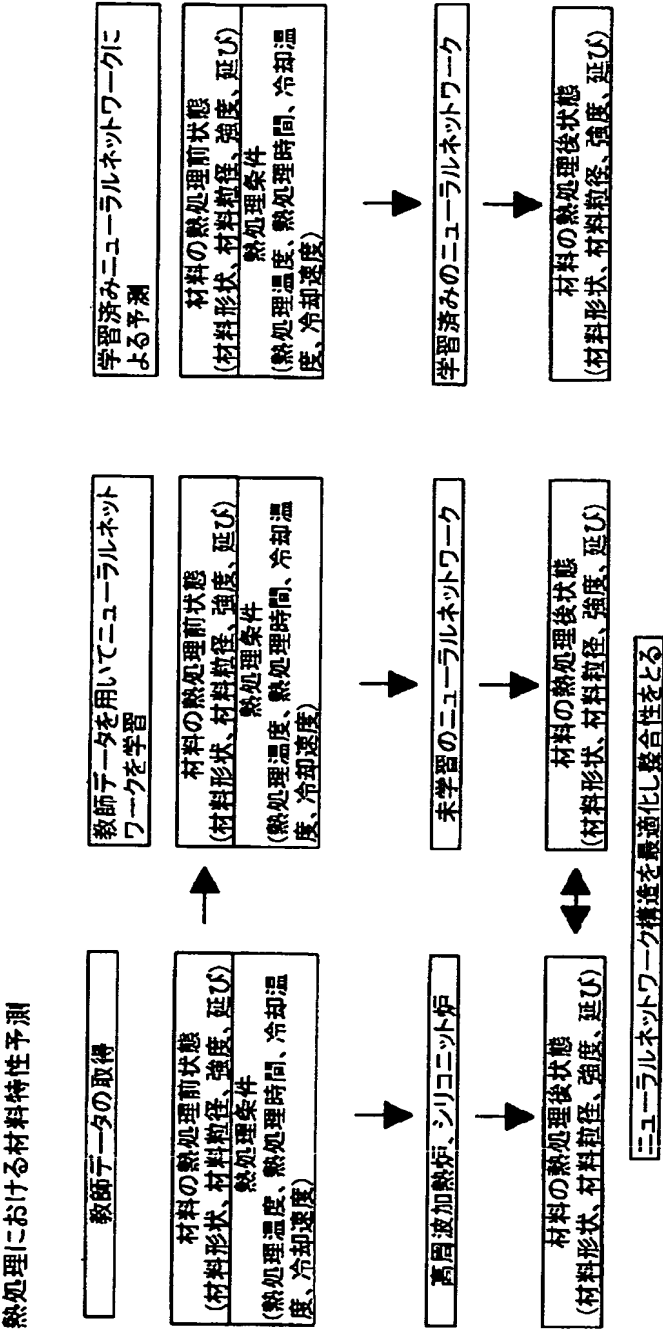 熱処理における材料特性予測
教師データの取得
材料の熱処理前状態
(材料形状、材料粒径、強度、延び)
熱処理条件
(熱処理温度、熱処理時間、冷却温
度、冷却速度)
高周波加熱炉、シリコニット炉
材料の熱処理後状態
(材料形状、材料粒径、強度、延び)
教師データを用いてニューラルネット
ワークを学習
材料の熱処理前状態
(材料形状、材料粒径、強度、延び)
熱処理条件
(熱処理温度、熱処理時間、冷却温
度、冷却速度)
未学習のニューラルネットワーク
材料の熱処理後状態
(材料形状、材料粒径、強度、延び)
ニューラルネットワーク構造を最適化し整合性をとる
学習済みニューラルネットワークに
よる予測
材料の熱処理前状態
(材料形状、材料粒径、強度、延び)
熱処理条件
(熱処理温度、熱処理時間、冷却温
度、冷却速度)
学習済みのニューラルネットワーク
材料の熱処理後状態
(材料形状、材料粒径、強度、延び)